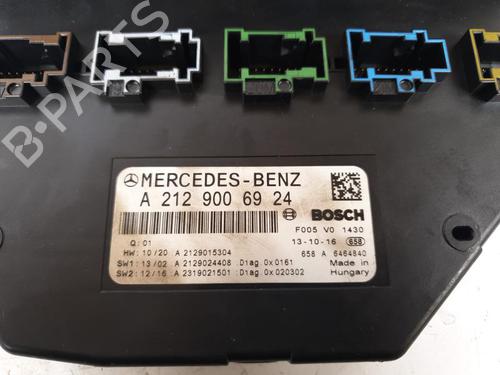 B-PARTS
MERCEDES-BENZ
A 212 900 69 24
BOSCH
F005 V0 1430
Q: 01
13-10-16 658
HW: 10/20 A 2129015304
658 A 6464840
SW1: 13/02 A 2129024408 :Diag.0x0161
Made in
SW2: 12/16 A 2319021501 :Diag.0x020302
Hungary